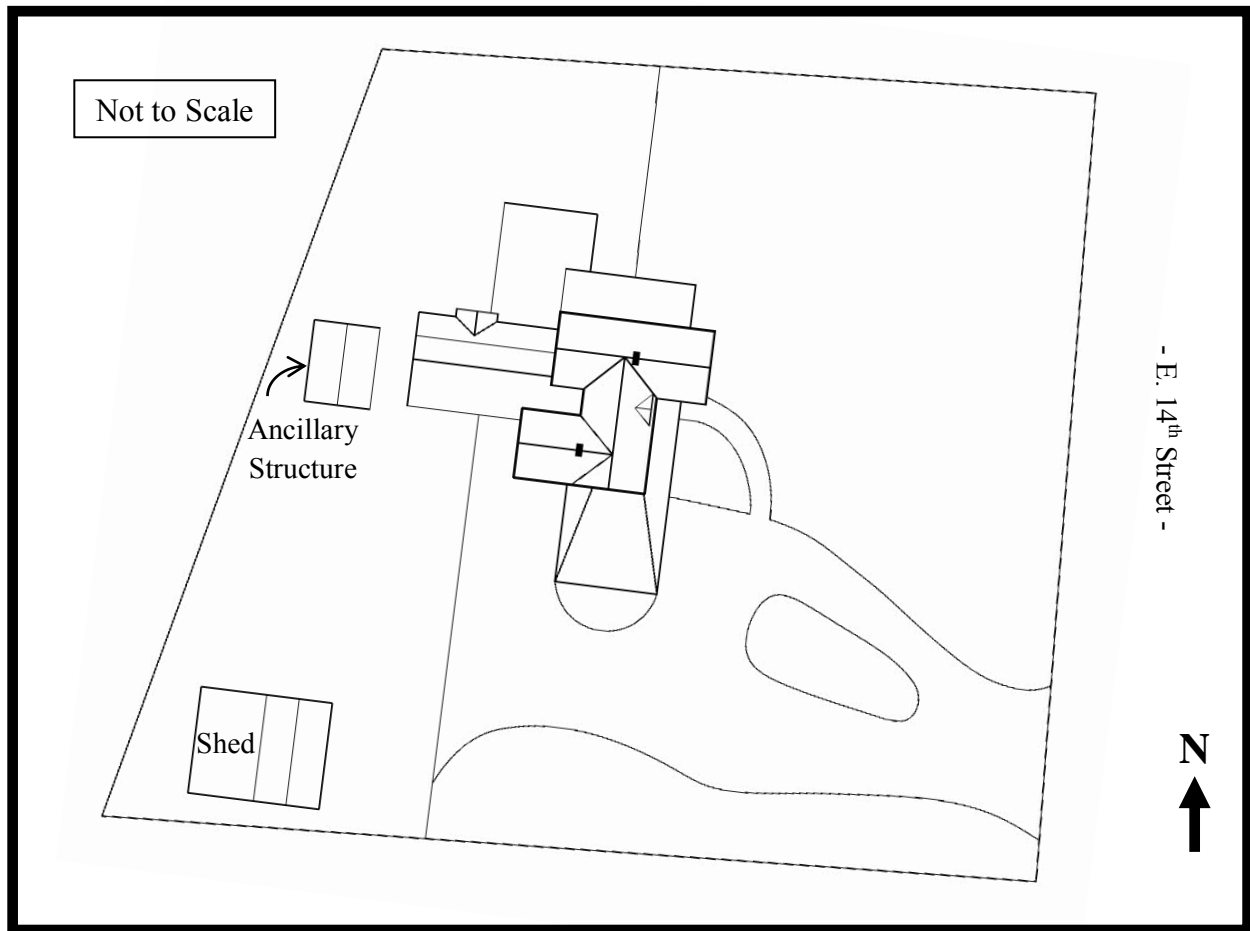 Not to Scale
Ancillary
Structure
- E. 14th Street -
Shed
N